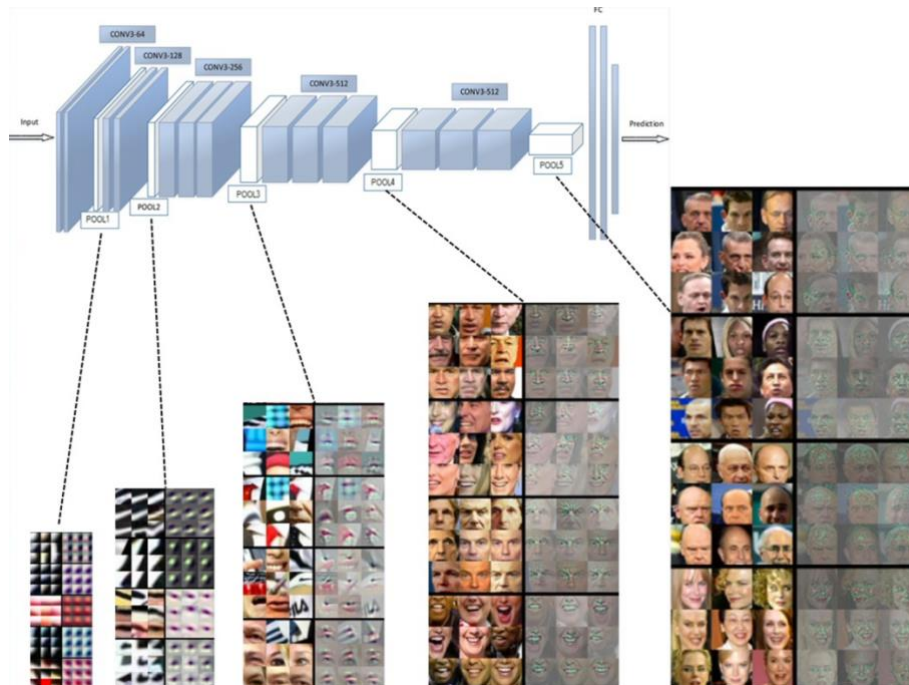 FC
CONV3-64
CONV3-128
CONV3-256
CONV3-512
CONV3-512
Input
Prediction
POOL1
POOL2
POOL3
POOL4
POOL5